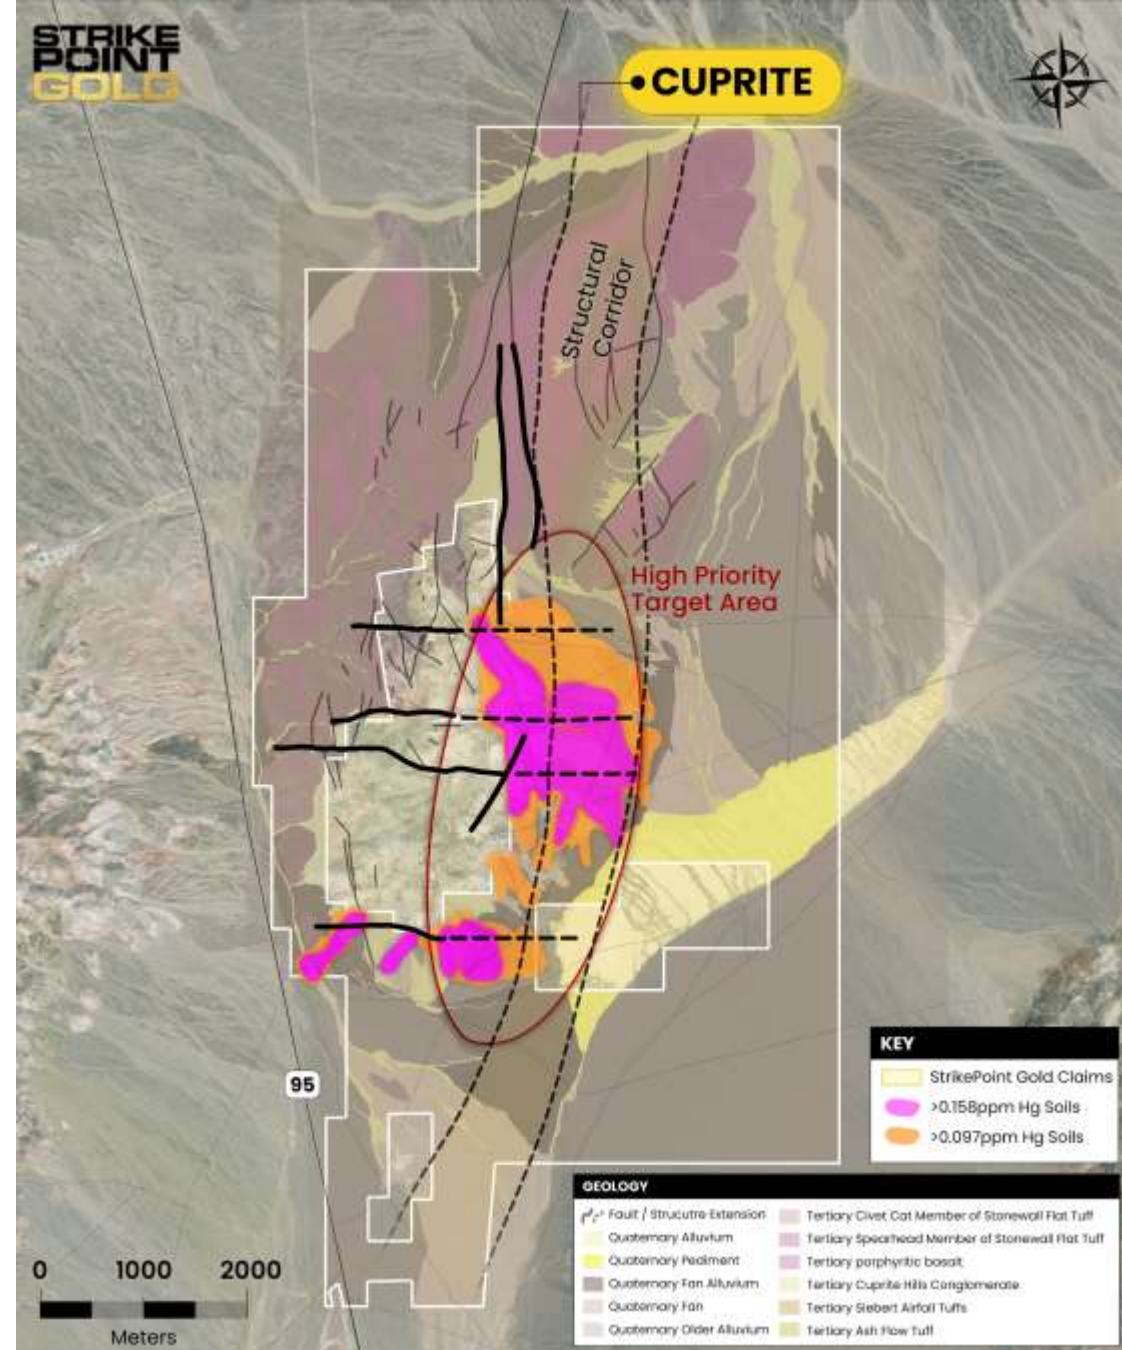 STRIKE
POINT
GOLD
CUPRITE
Structural
Corridor
High Priority
Target Area
95
KEY
StrikePoint Gold Claims
>0.158ppm Hg Soils
>0.097ppm Hg Soils
GEOLOGY
Fault / Strucutre Extension
Quaternary Alluvium
Quaternary Pediment
Quaternary Fan Alluvium
Quaternary Fan
Quaternary Older Alluvium
Tertiary Civet Cat Member of Stonewall Flat Tuff
Tertiary Spearhead Member of Stonewall Flat Tuff
Tertiary porphyritic basalt
Tertiary Cuprite Hills Conglomerate
Tertiary Siebert Airfall Tuffs
Tertiary Ash Flow Tuff
0 1000 2000
Meters